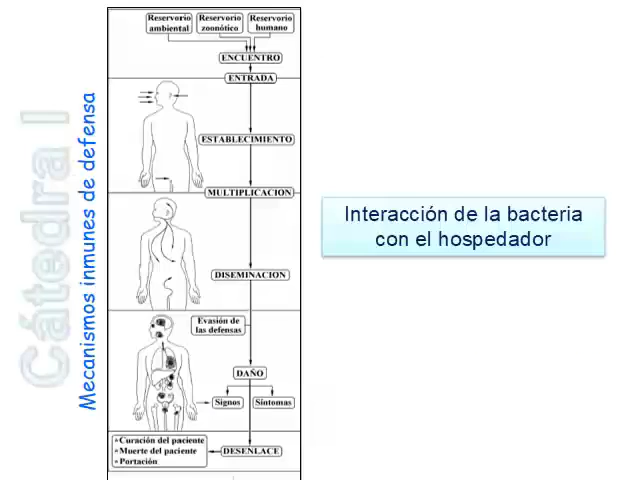 Cátedra I
Mecanismos inmunes de defensa
Reservorio
ambiental
Reservorio
zoonótico
Reservorio
humano
ENCUENTRO
ENTRADA
ESTABLECIMIENTO
MULTIPLICACION
DISEMINACION
Evasión de
las defensas
DAÑO
Signos
Síntomas
Curación del paciente
Muerte del paciente
Portación
DESENLACE
Interacción de la bacteria
con el hospedador